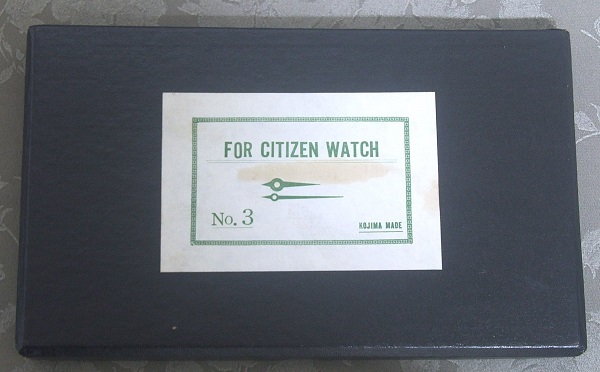 FOR CITIZEN WATCH
No. 3
KOJIMA MADE